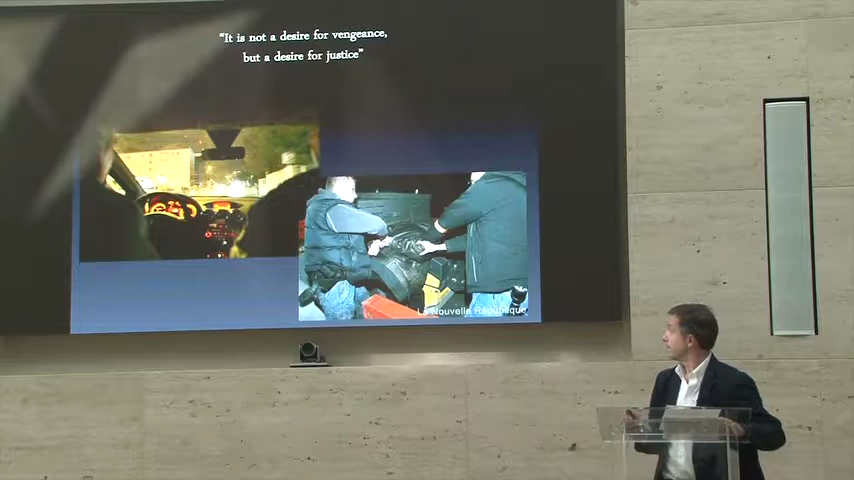 “It is not a desire for vengeance,
but a desire for justice”
La Nouvelle République